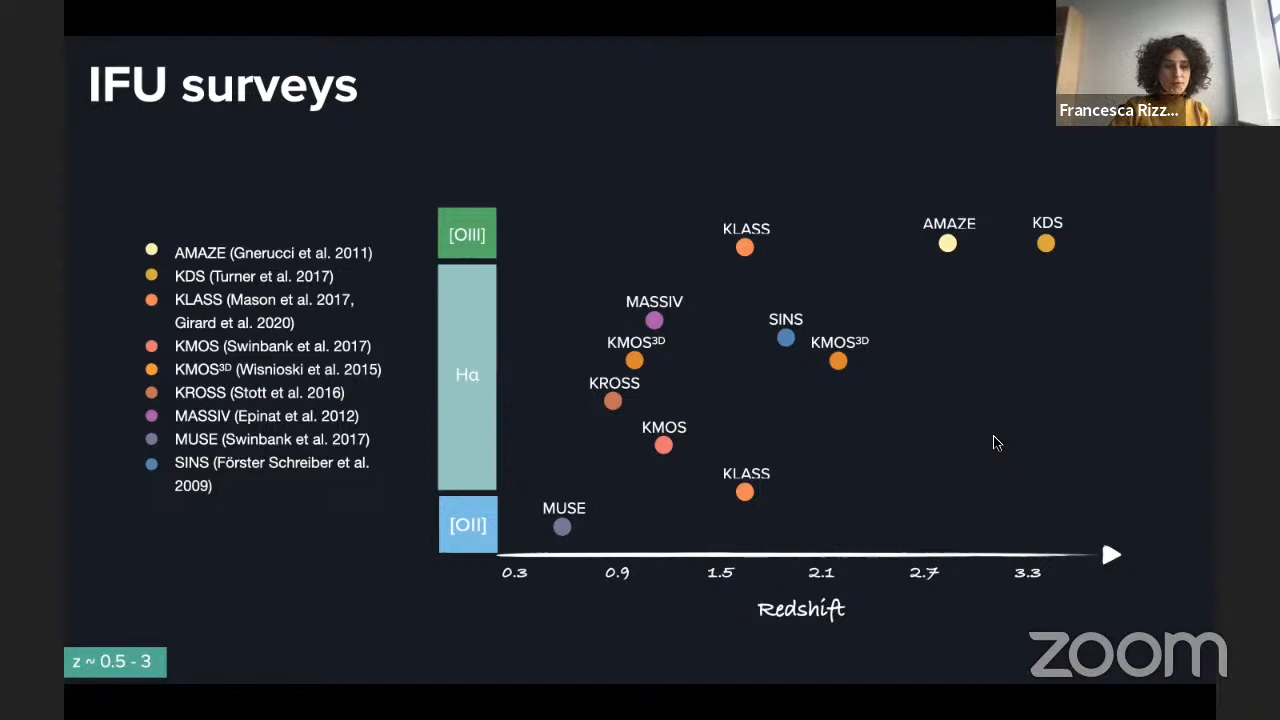 IFU surveys
Francesca Rizz...
AMAZE (Gnerucci et al. 2011)
KDS (Turner et al. 2017)
KLASS (Mason et al. 2017,
Girard et al. 2020)
KMOS (Swinbank et al. 2017)
KMOS³ᴰ (Wisnioski et al. 2015)
KROSS (Stott et al. 2016)
MASSIV (Epinat et al. 2012)
MUSE (Swinbank et al. 2017)
SINS (Förster Schreiber et al.
2009)
[OIII]
Hα
[OII]
KLASS
AMAZE
KDS
MASSIV
SINS
KMOS³ᴰ
KMOS³ᴰ
KROSS
KMOS
KLASS
MUSE
0.3 0.9 1.5 2.1 2.7 3.3
Redshift
z ~ 0.5 - 3
zoom